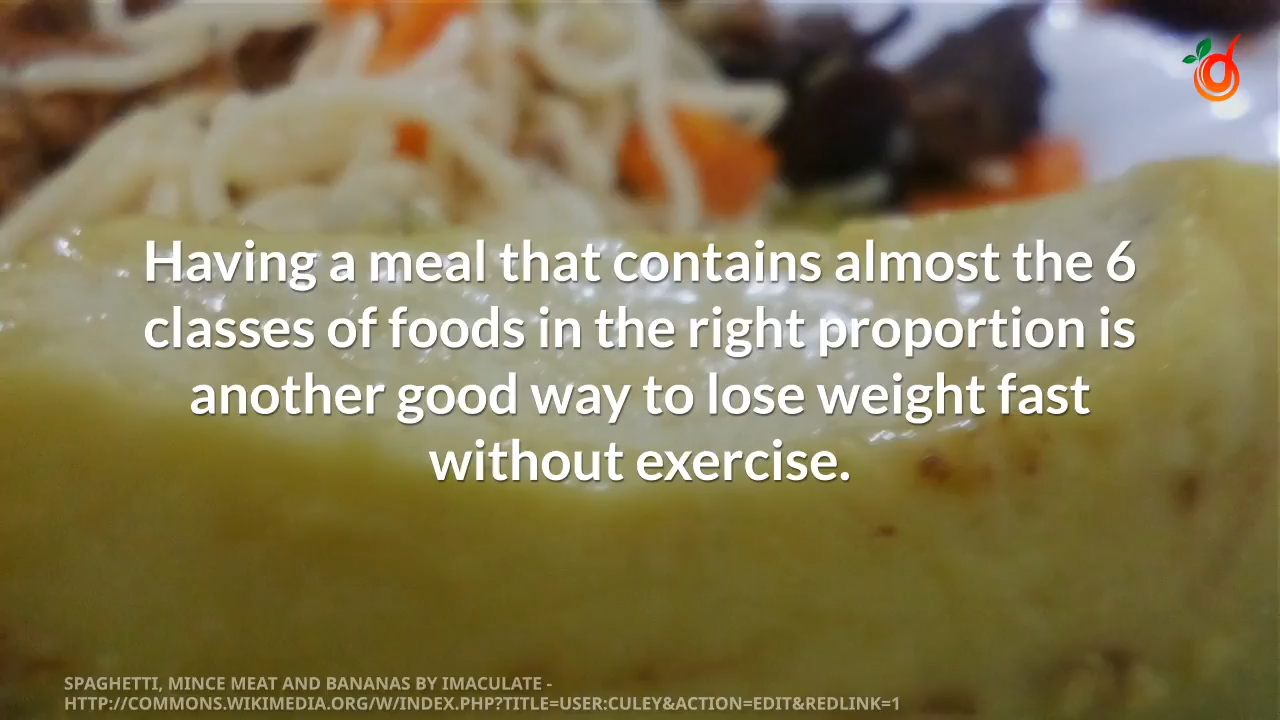 Having a meal that contains almost the 6
classes of foods in the right proportion is
another good way to lose weight fast
without exercise.
SPAGHETTI, MINCE MEAT AND BANANAS BY IMACULATE -
HTTP://COMMONS.WIKIMEDIA.ORG/W/INDEX.PHP?TITLE=USER:CULEY&ACTION=EDIT&REDLINK=1